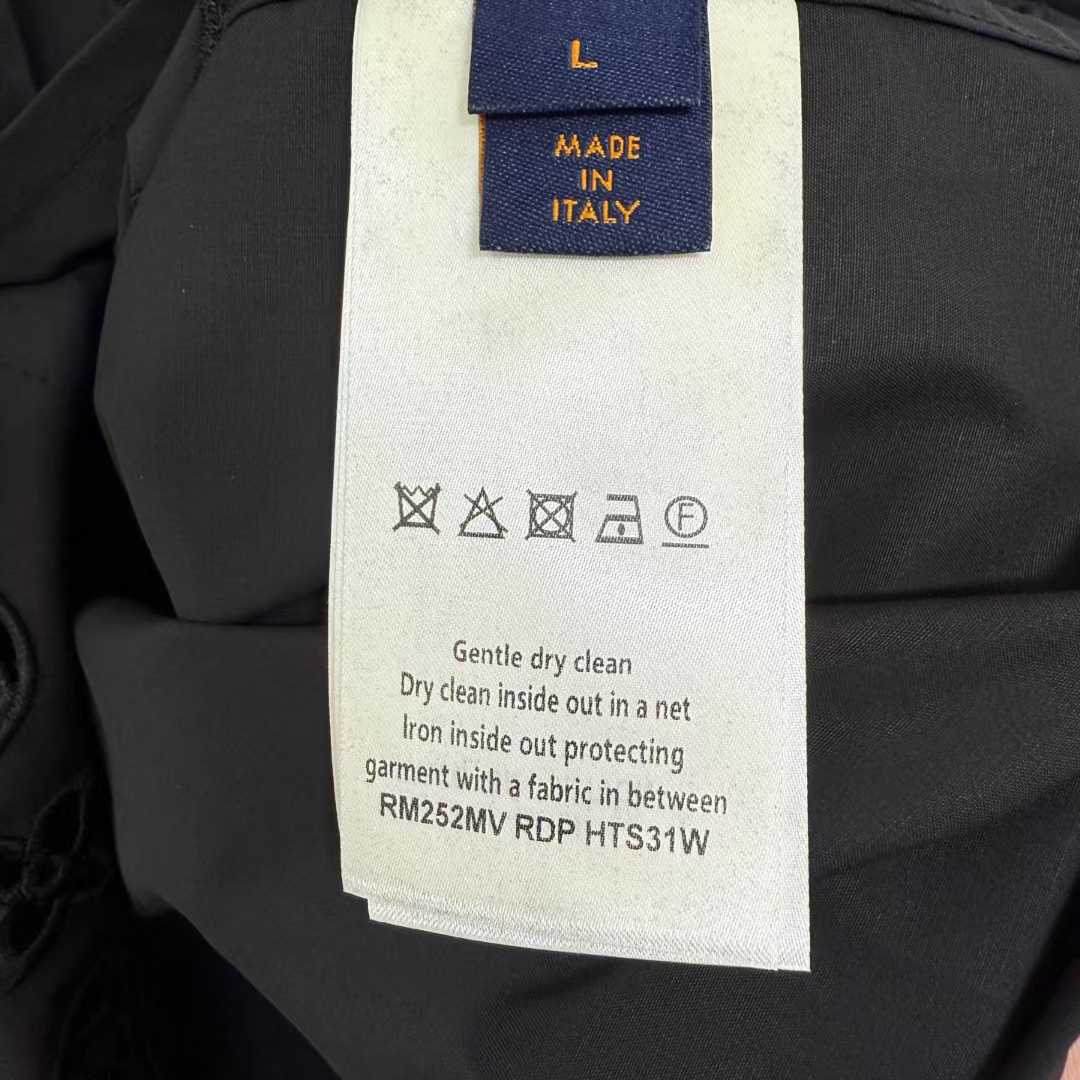 L
MADE
IN
ITALY
F
Gentle dry clean
Dry clean inside out in a net
Iron inside out protecting
garment with a fabric in between
RM252MV RDP HTS31W